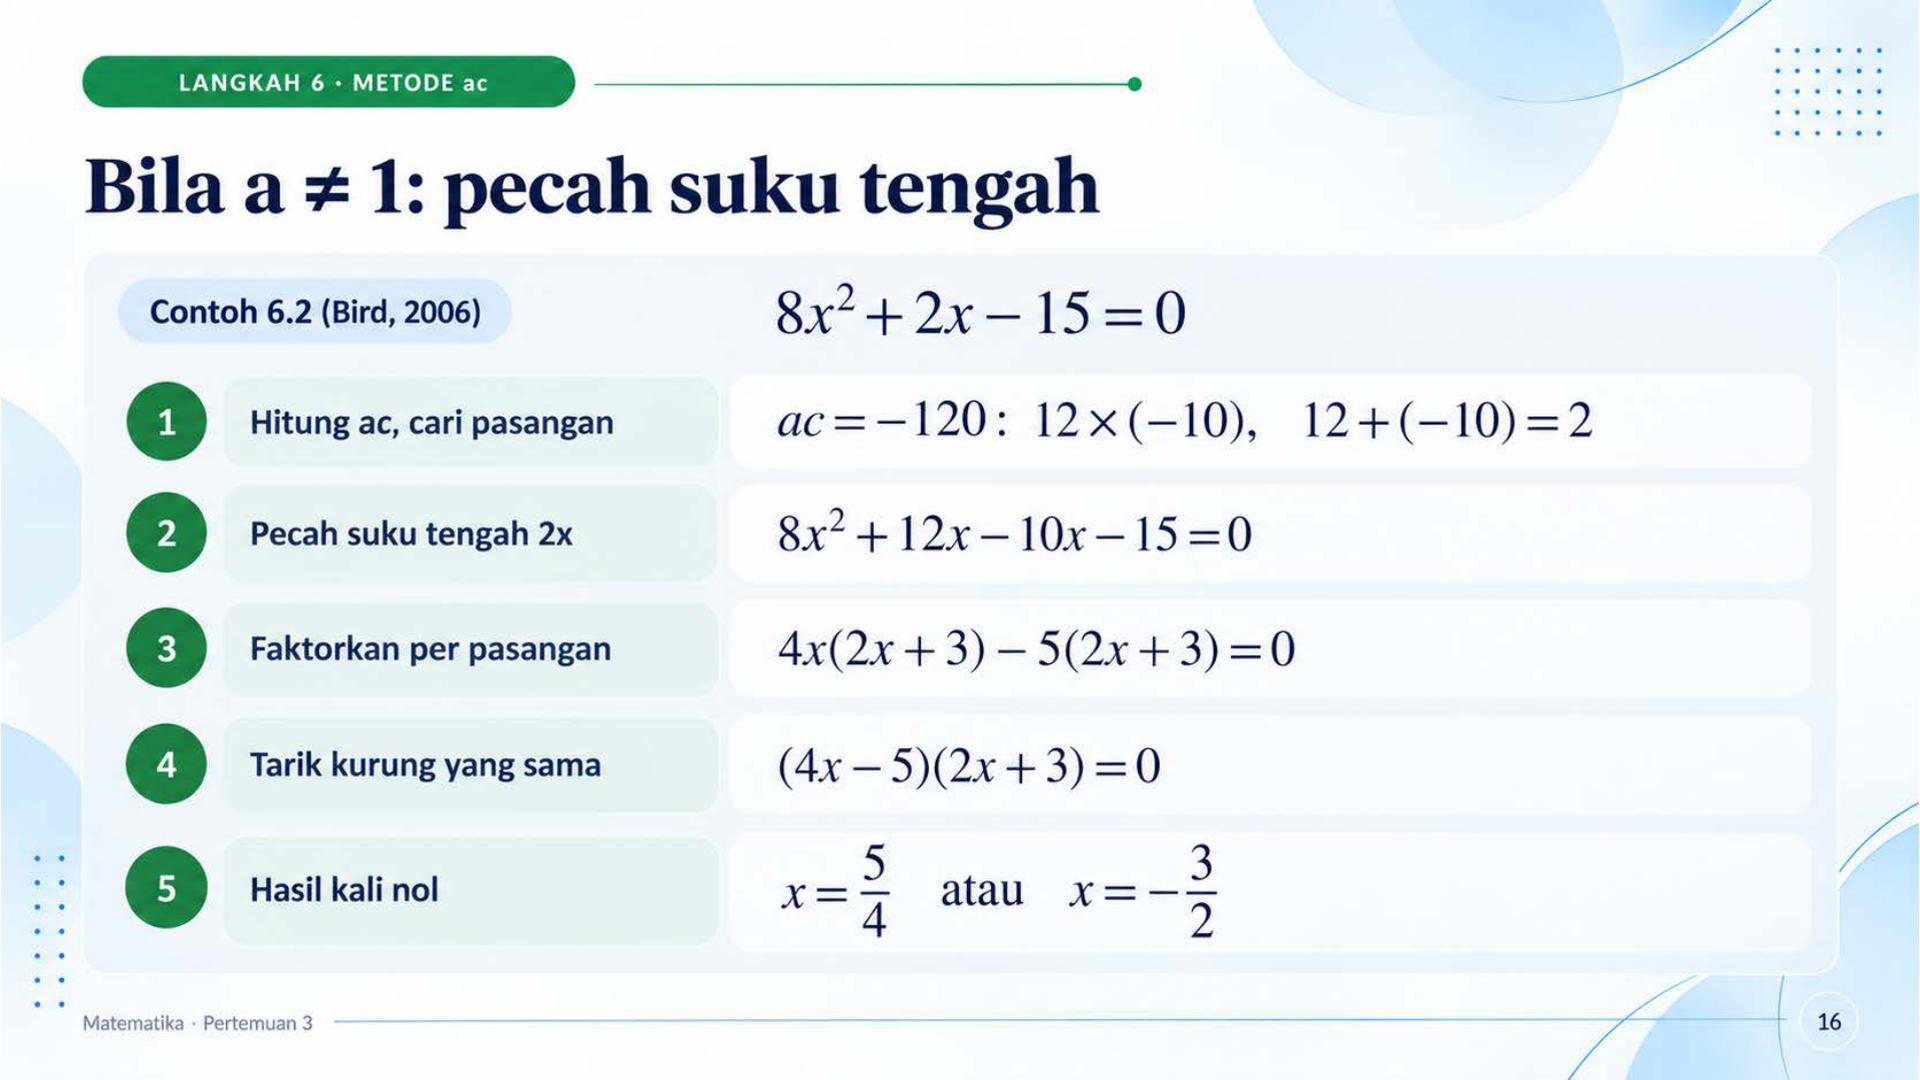 LANGKAH 6 · METODE ac
Bila a ≠ 1: pecah suku tengah
Contoh 6.2 (Bird, 2006)
8x² + 2x − 15 = 0
1
Hitung ac, cari pasangan
ac = −120 : 12 × (−10), 12 + (−10) = 2
2
Pecah suku tengah 2x
8x² + 12x − 10x − 15 = 0
3
Faktorkan per pasangan
4x(2x + 3) − 5(2x + 3) = 0
4
Tarik kurung yang sama
(4x − 5)(2x + 3) = 0
5
Hasil kali nol
x = 5/4 atau x = −3/2
Matematika · Pertemuan 3
16